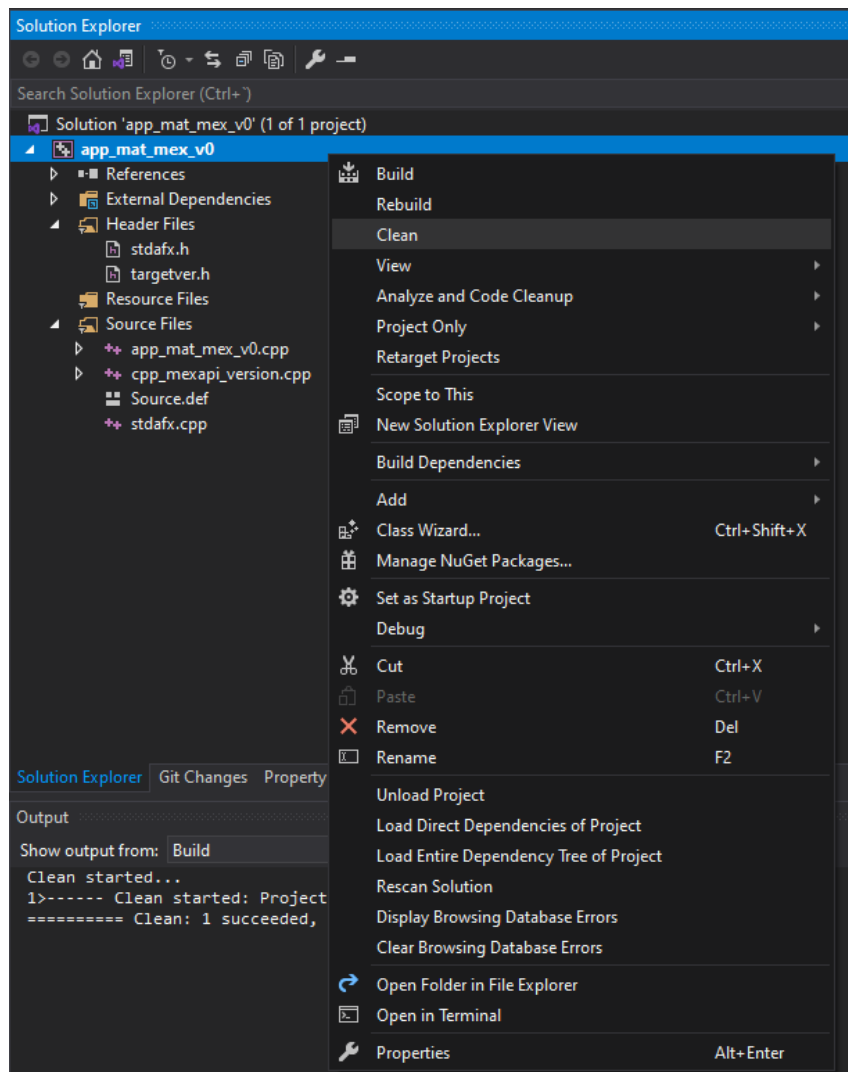 Solution Explorer
Search Solution Explorer (Ctrl+`)
Solution 'app_mat_mex_v0' (1 of 1 project)
app_mat_mex_v0
References
External Dependencies
Header Files
stdafx.h
targetver.h
Resource Files
Source Files
app_mat_mex_v0.cpp
cpp_mexapi_version.cpp
Source.def
stdafx.cpp
Build
Rebuild
Clean
View
Analyze and Code Cleanup
Project Only
Retarget Projects
Scope to This
New Solution Explorer View
Build Dependencies
Add
Class Wizard... Ctrl+Shift+X
Manage NuGet Packages...
Set as Startup Project
Debug
Cut Ctrl+X
Paste Ctrl+V
Remove Del
Rename F2
Unload Project
Load Direct Dependencies of Project
Load Entire Dependency Tree of Project
Rescan Solution
Display Browsing Database Errors
Clear Browsing Database Errors
Open Folder in File Explorer
Open in Terminal
Properties Alt+Enter
Solution Explorer Git Changes Property
Output
Show output from: Build
Clean started...
1>------ Clean started: Project
========== Clean: 1 succeeded,